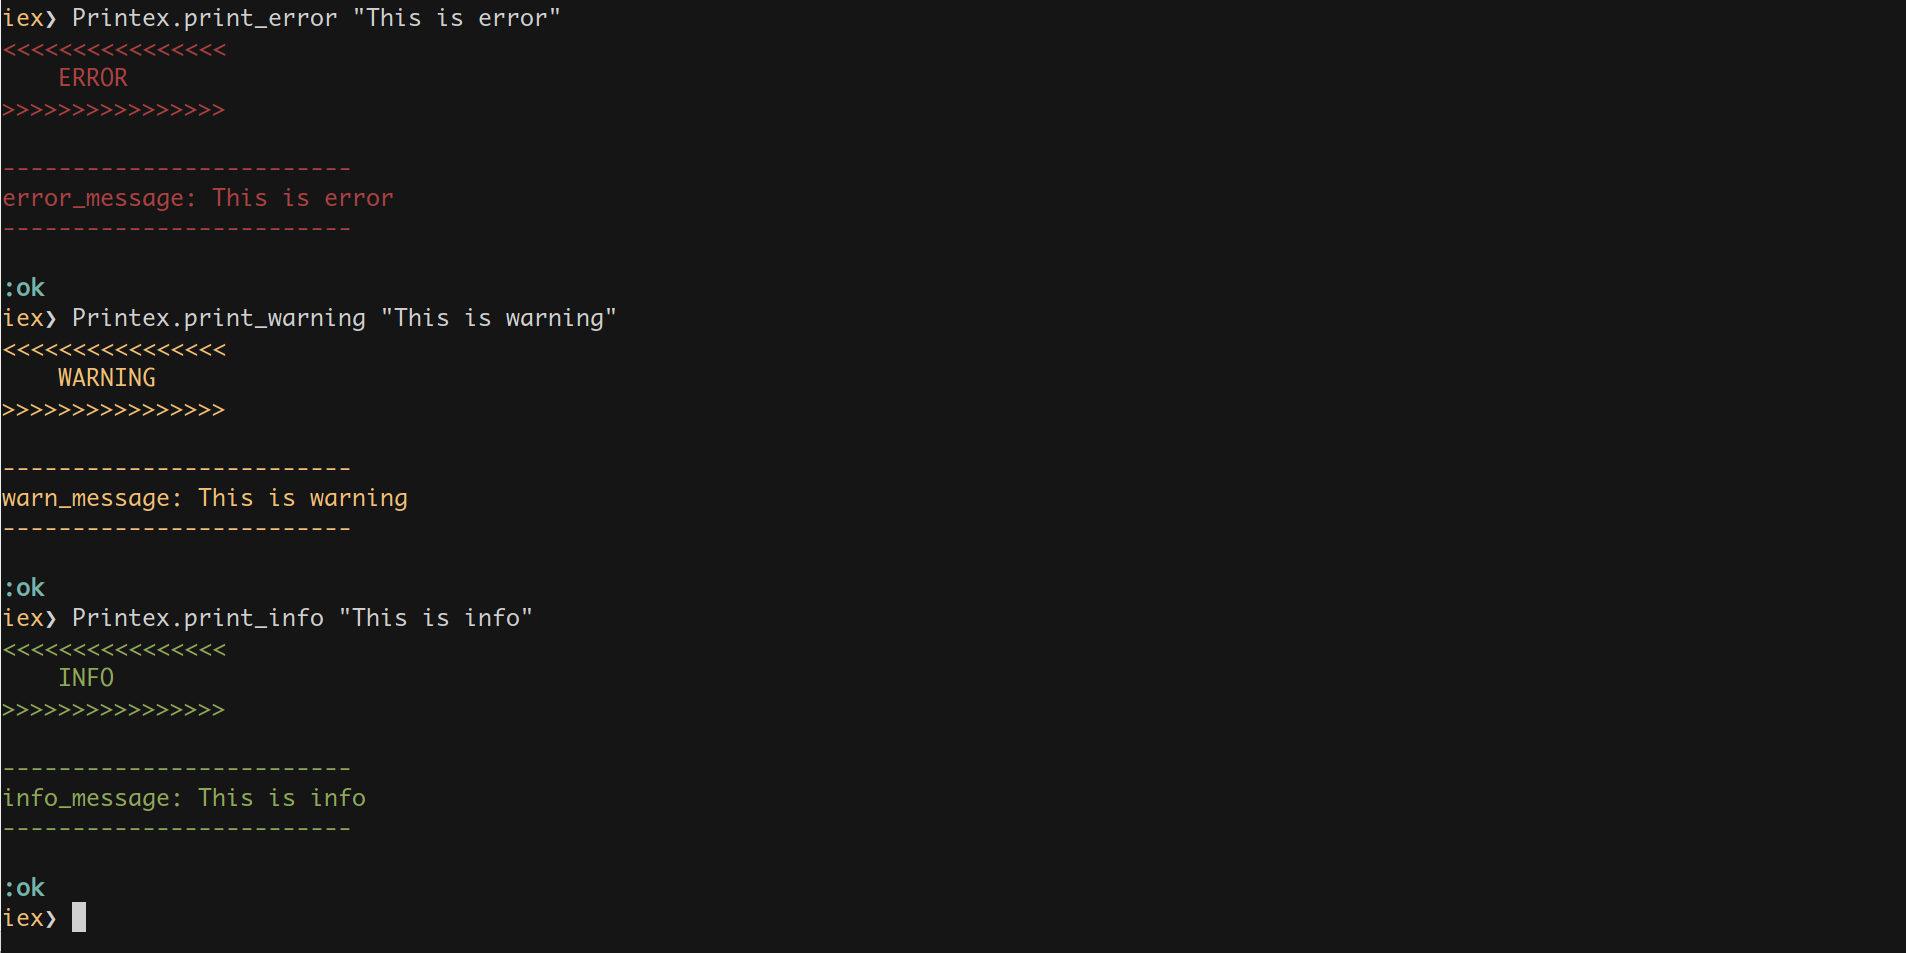 iex❯ Printex.print_error "This is error"
<<<<<<<<<<<<<<<<
    ERROR
>>>>>>>>>>>>>>>>
-------------------------
error_message: This is error
-------------------------
:ok
iex❯ Printex.print_warning "This is warning"
<<<<<<<<<<<<<<<<
    WARNING
>>>>>>>>>>>>>>>>
-------------------------
warn_message: This is warning
-------------------------
:ok
iex❯ Printex.print_info "This is info"
<<<<<<<<<<<<<<<<
    INFO
>>>>>>>>>>>>>>>>
-------------------------
info_message: This is info
-------------------------
:ok
iex❯